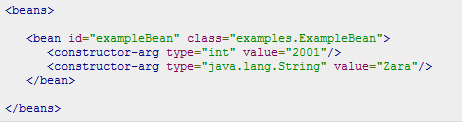 <beans>
<bean id="exampleBean" class="examples.ExampleBean">
<constructor-arg type="int" value="2001"/>
<constructor-arg type="java.lang.String" value="Zara"/>
</bean>
</beans>